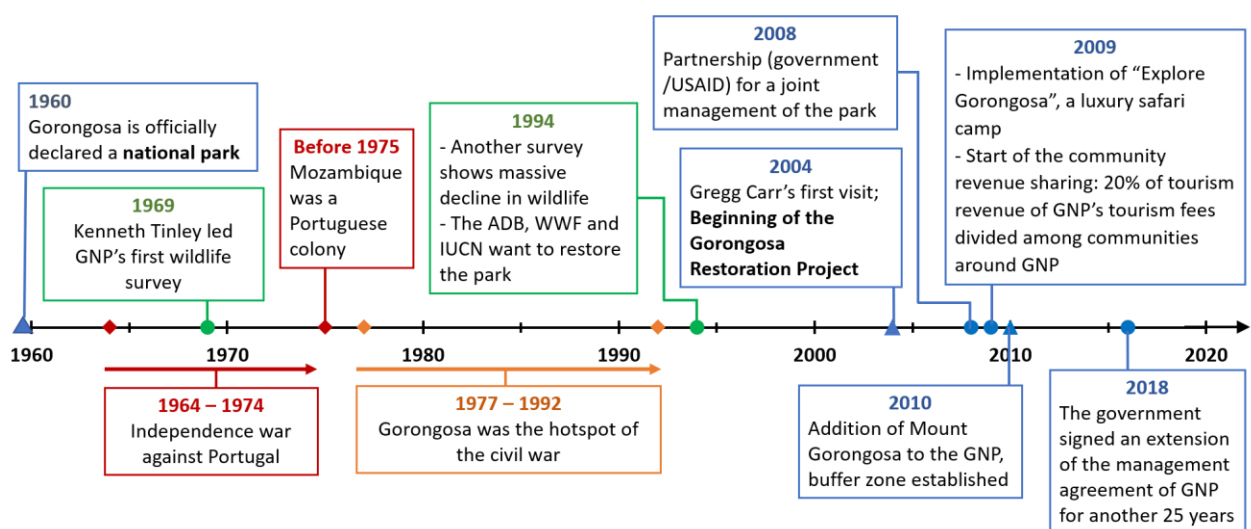 1960
Gorongosa is officially
declared a national park
1969
Kenneth Tinley led
GNP's first wildlife
survey
Before 1975
Mozambique
was a
Portuguese
colony
1994
- Another survey
shows massive
decline in wildlife
- The ADB, WWF and
IUCN want to restore
the park
2008
Partnership (government
/USAID) for a joint
management of the park
2004
Gregg Carr's first visit;
Beginning of the
Gorongosa
Restoration Project
2009
- Implementation of “Explore
Gorongosa”, a luxury safari
camp
- Start of the community
revenue sharing: 20% of tourism
revenue of GNP's tourism fees
divided among communities
around GNP
1960
1970
1980
1990
2000
2010
2020
1964 – 1974
Independence war
against Portugal
1977 – 1992
Gorongosa was the hotspot of
the civil war
2010
Addition of Mount
Gorongosa to the GNP,
buffer zone established
2018
The government
signed an extension
of the management
agreement of GNP
for another 25 years